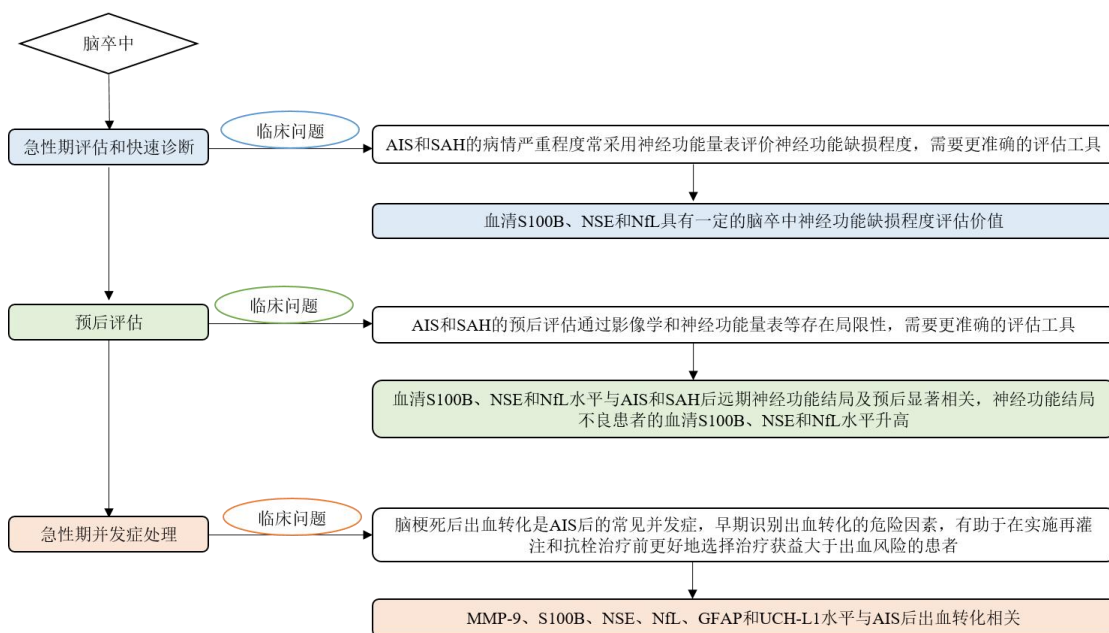 脑卒中
急性期评估和快速诊断
临床问题
AIS和SAH的病情严重程度常采用神经功能量表评价神经功能缺损程度，需要更准确的评估工具
血清S100B、NSE和NfL具有一定的脑卒中神经功能缺损程度评估价值
预后评估
临床问题
AIS和SAH的预后评估通过影像学和神经功能量表等存在局限性，需要更准确的评估工具
血清S100B、NSE和NfL水平与AIS和SAH后远期神经功能结局及预后显著相关，神经功能结局
不良患者的血清S100B、NSE和NfL水平升高
急性期并发症处理
临床问题
脑梗死后出血转化是AIS后的常见并发症，早期识别出血转化的危险因素，有助于在实施再灌
注和抗栓治疗前更好地选择治疗获益大于出血风险的患者
MMP-9、S100B、NSE、NfL、GFAP和UCH-L1水平与AIS后出血转化相关